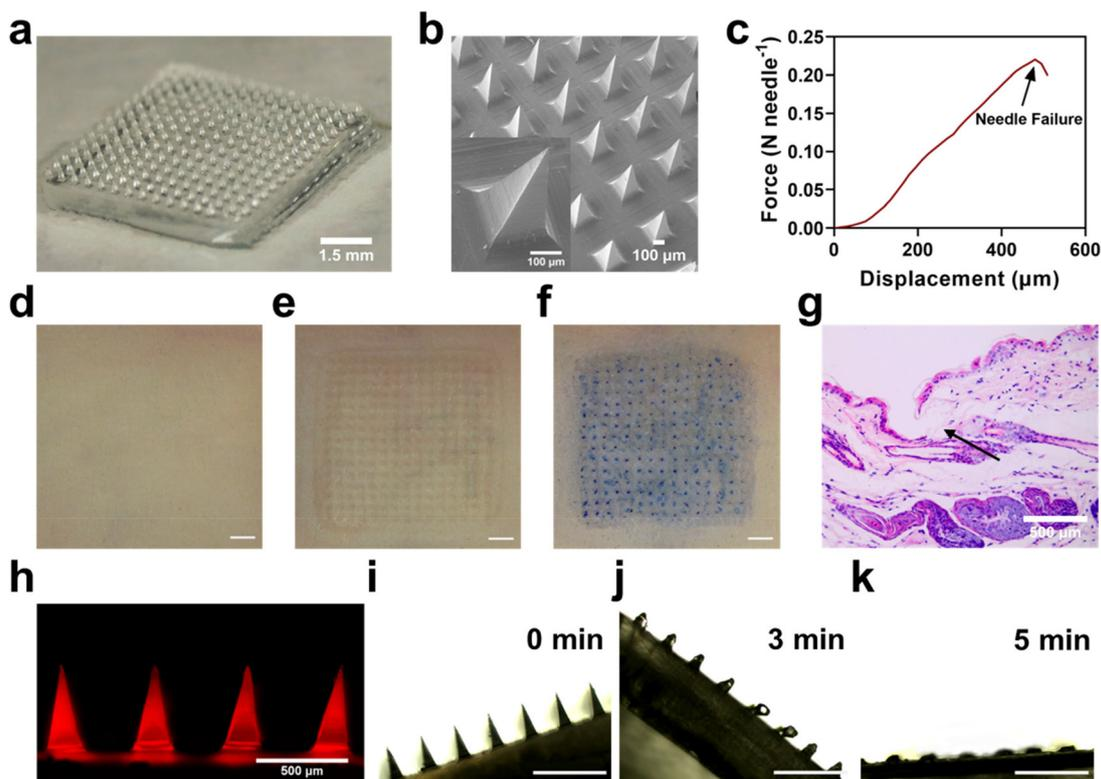 a
b
c
1.5 mm
100 μm
100 μm
Force (N needle-1)
0.25
0.20
0.15
0.10
0.05
0.00
Needle Failure
0
200
400
600
Displacement (μm)
d
e
f
g
500 μm
h
i
j
k
500 μm
0 min
3 min
5 min